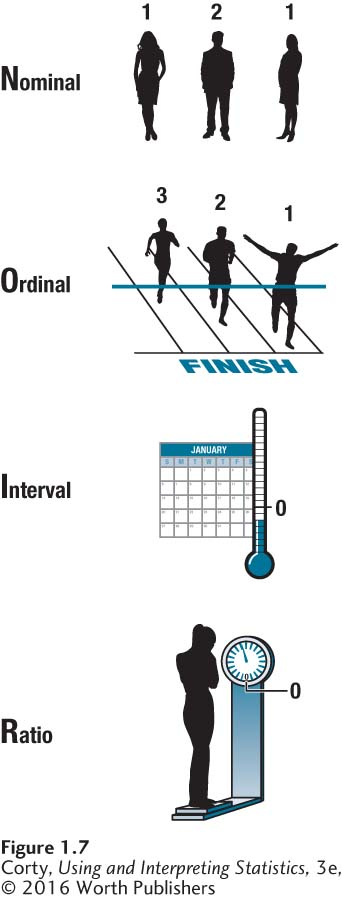 1 2 1
Nominal
3 2 1
Ordinal
FINISH
JANUARY
S M T W T F S
Interval
0
0
0
Ratio
Figure 1.7
Corty, Using and Interpreting Statistics, 3e,
© 2016 Worth Publishers